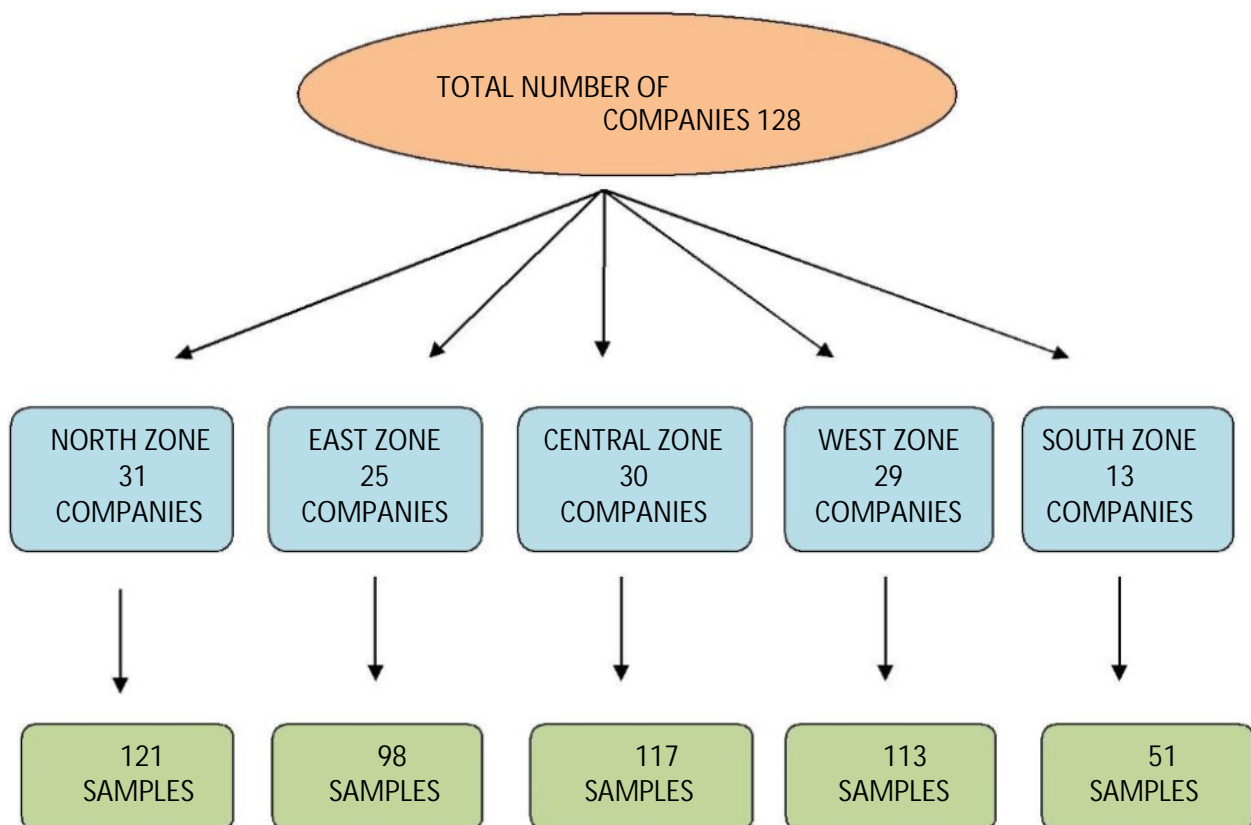 TOTAL NUMBER OF
COMPANIES 128
NORTH ZONE
31
COMPANIES
EAST ZONE
25
COMPANIES
CENTRAL ZONE
30
COMPANIES
WEST ZONE
29
COMPANIES
SOUTH ZONE
13
COMPANIES
121
SAMPLES
98
SAMPLES
117
SAMPLES
113
SAMPLES
51
SAMPLES